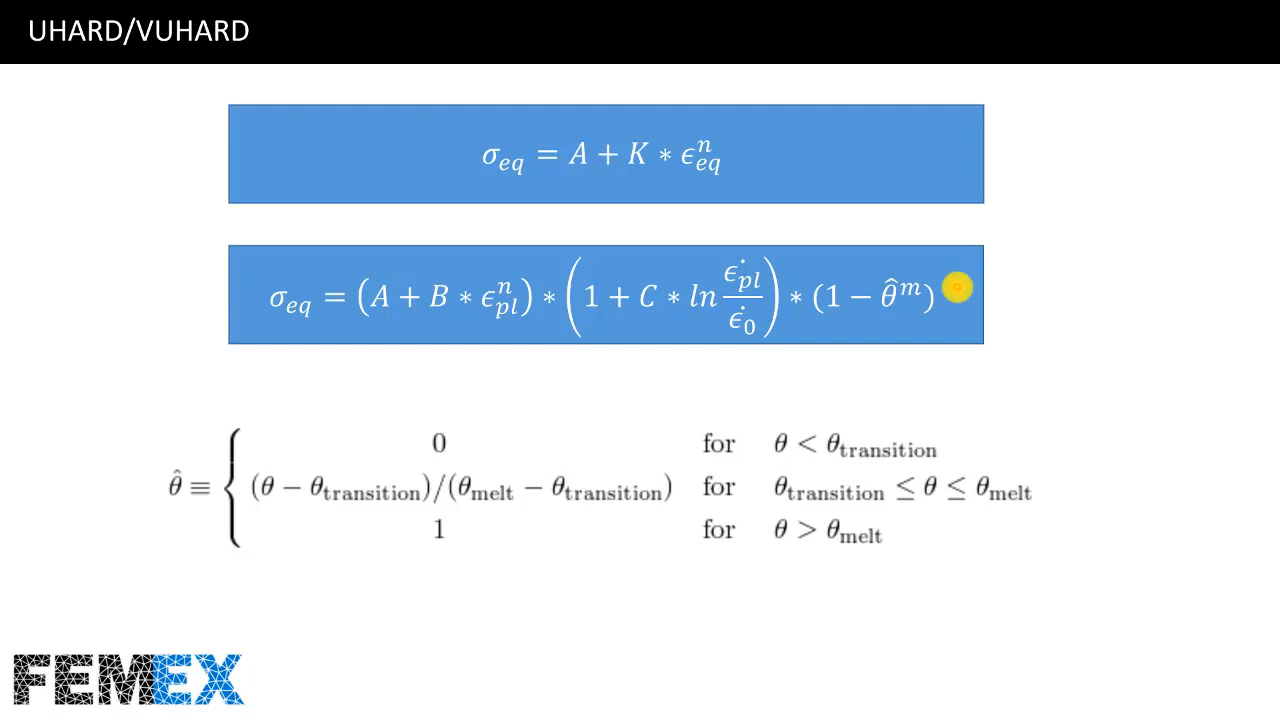 UHARD/VUHARD
σ_eq = A + K * ϵ_eq^n
σ_eq = (A + B * ϵ_pl^n) * (1 + C * ln ϵ̇_pl / ϵ̇_0) * (1 − θ̂^m)
θ̂ ≡ { 0 for θ < θ_transition
(θ − θ_transition)/(θ_melt − θ_transition) for θ_transition ≤ θ ≤ θ_melt
1 for θ > θ_melt
FEMEX